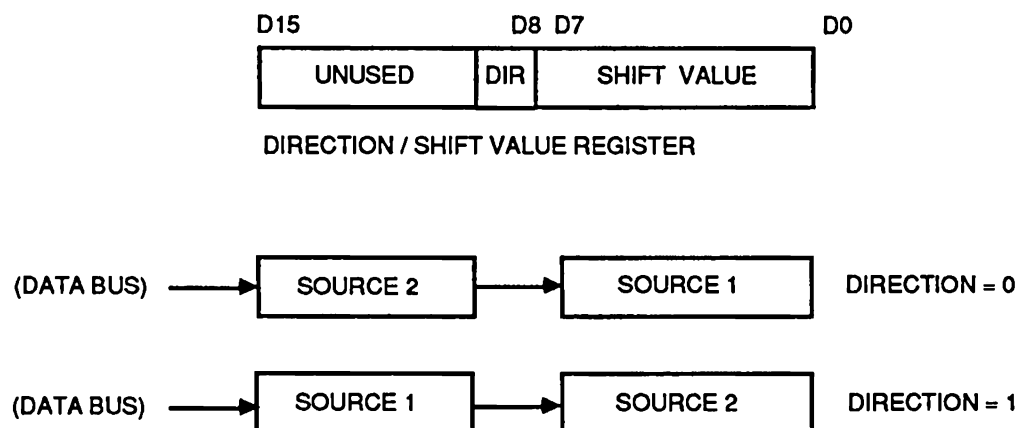 D15 D8 D7 D0
UNUSED DIR SHIFT VALUE
DIRECTION / SHIFT VALUE REGISTER
(DATA BUS) SOURCE 2 SOURCE 1 DIRECTION = 0
(DATA BUS) SOURCE 1 SOURCE 2 DIRECTION = 1